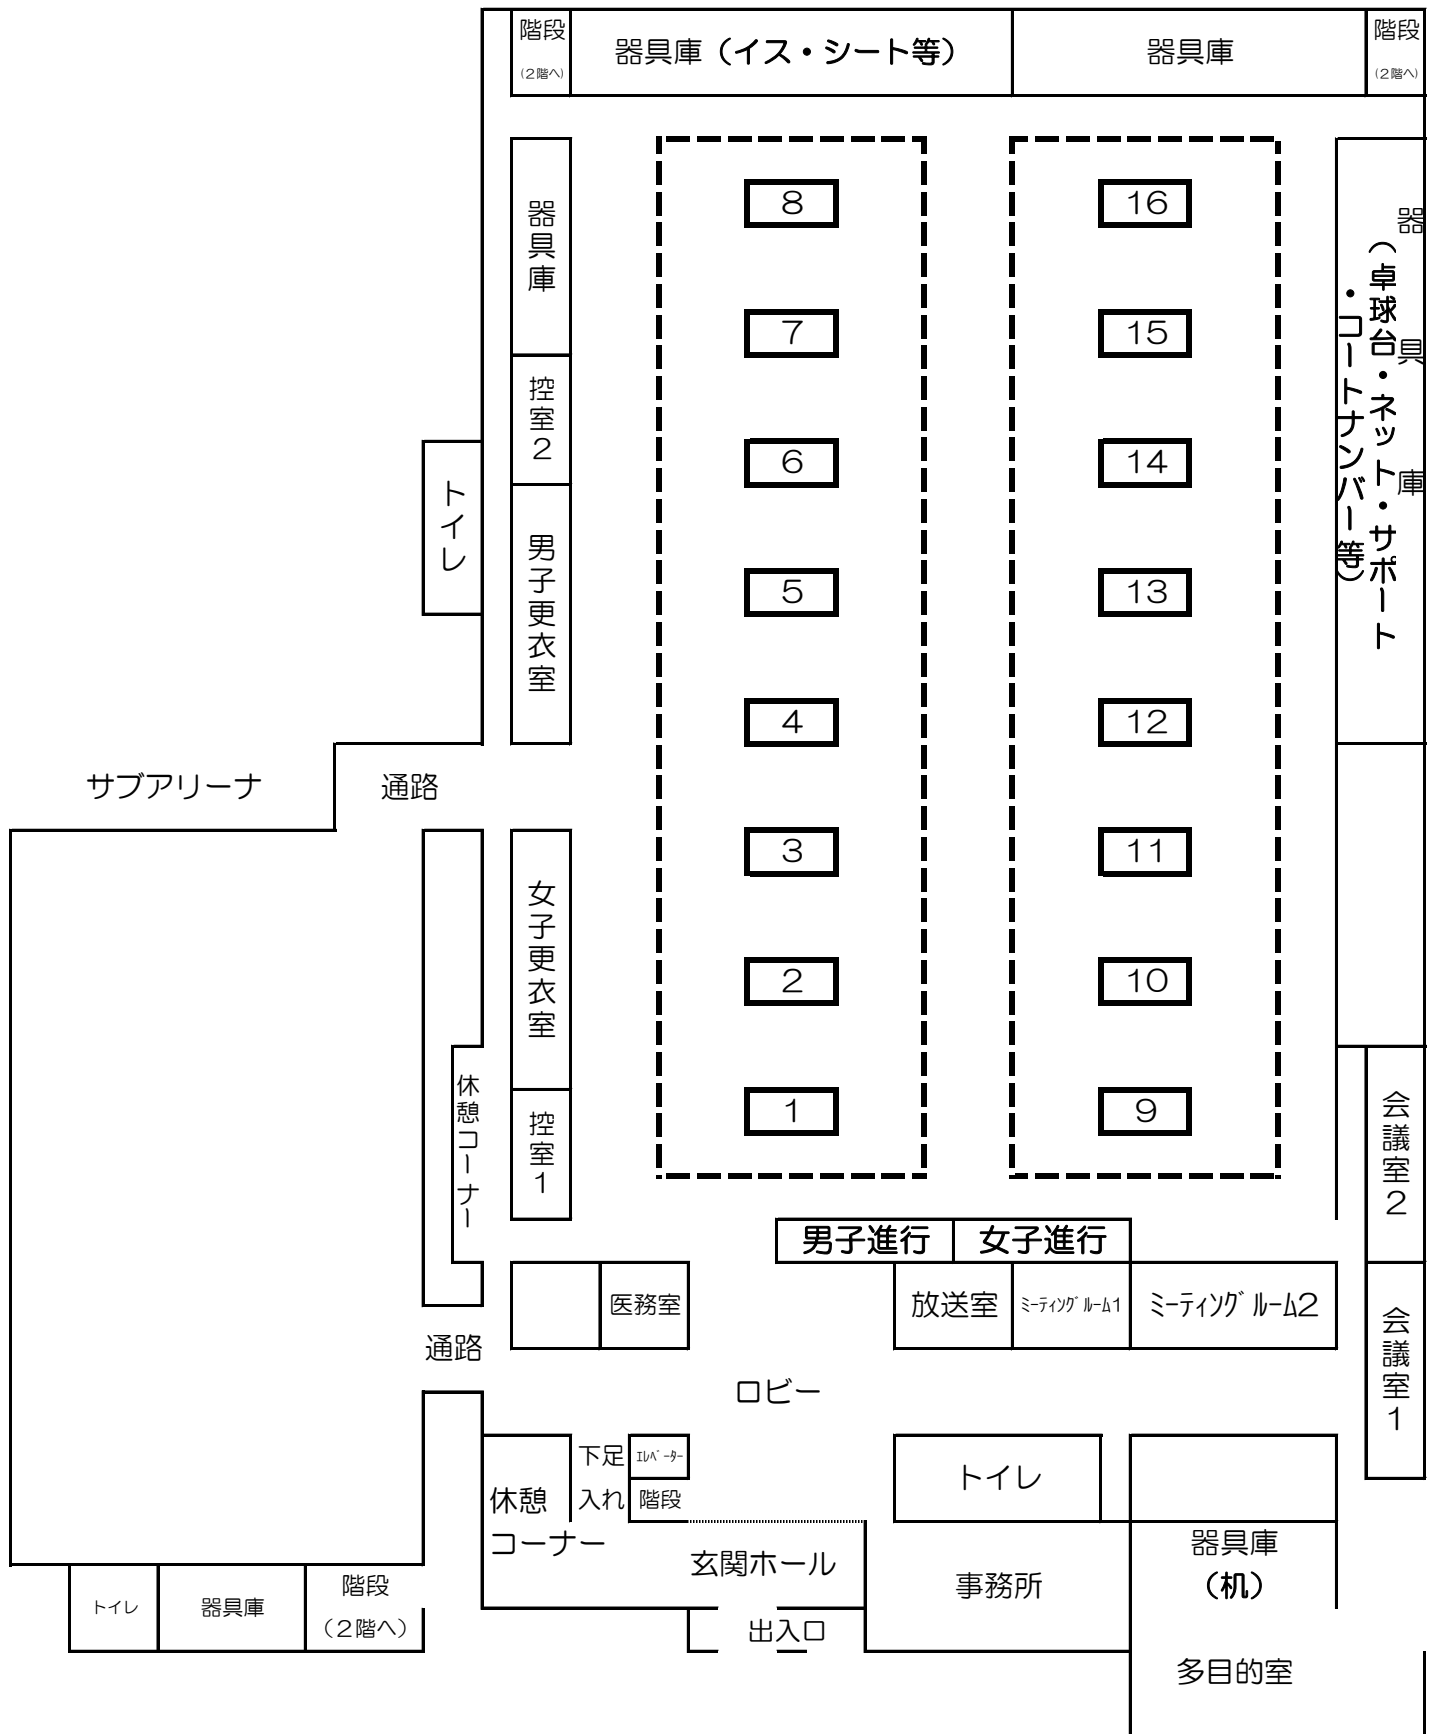 階段
(2階へ)
器具庫（イス・シート等）
器具庫
階段
(2階へ)
8
16
器具庫
器具庫
（卓球台・ネット・サポート
・コートナンバー等）
7
15
控室2
6
14
トイレ
男子更衣室
5
13
4
12
サブアリーナ
通路
3
11
女子更衣室
2
10
休憩コーナー
控室1
1
9
会議室2
男子進行
女子進行
医務室
放送室
ﾐｰﾃｨﾝｸﾞﾙｰﾑ1
ﾐｰﾃｨﾝｸﾞﾙｰﾑ2
会議室1
通路
ロビー
下足
入れ
ｴﾚﾍﾞｰﾀｰ
階段
トイレ
休憩
コーナー
玄関ホール
事務所
器具庫
（机）
トイレ
器具庫
階段
（2階へ）
出入口
多目的室